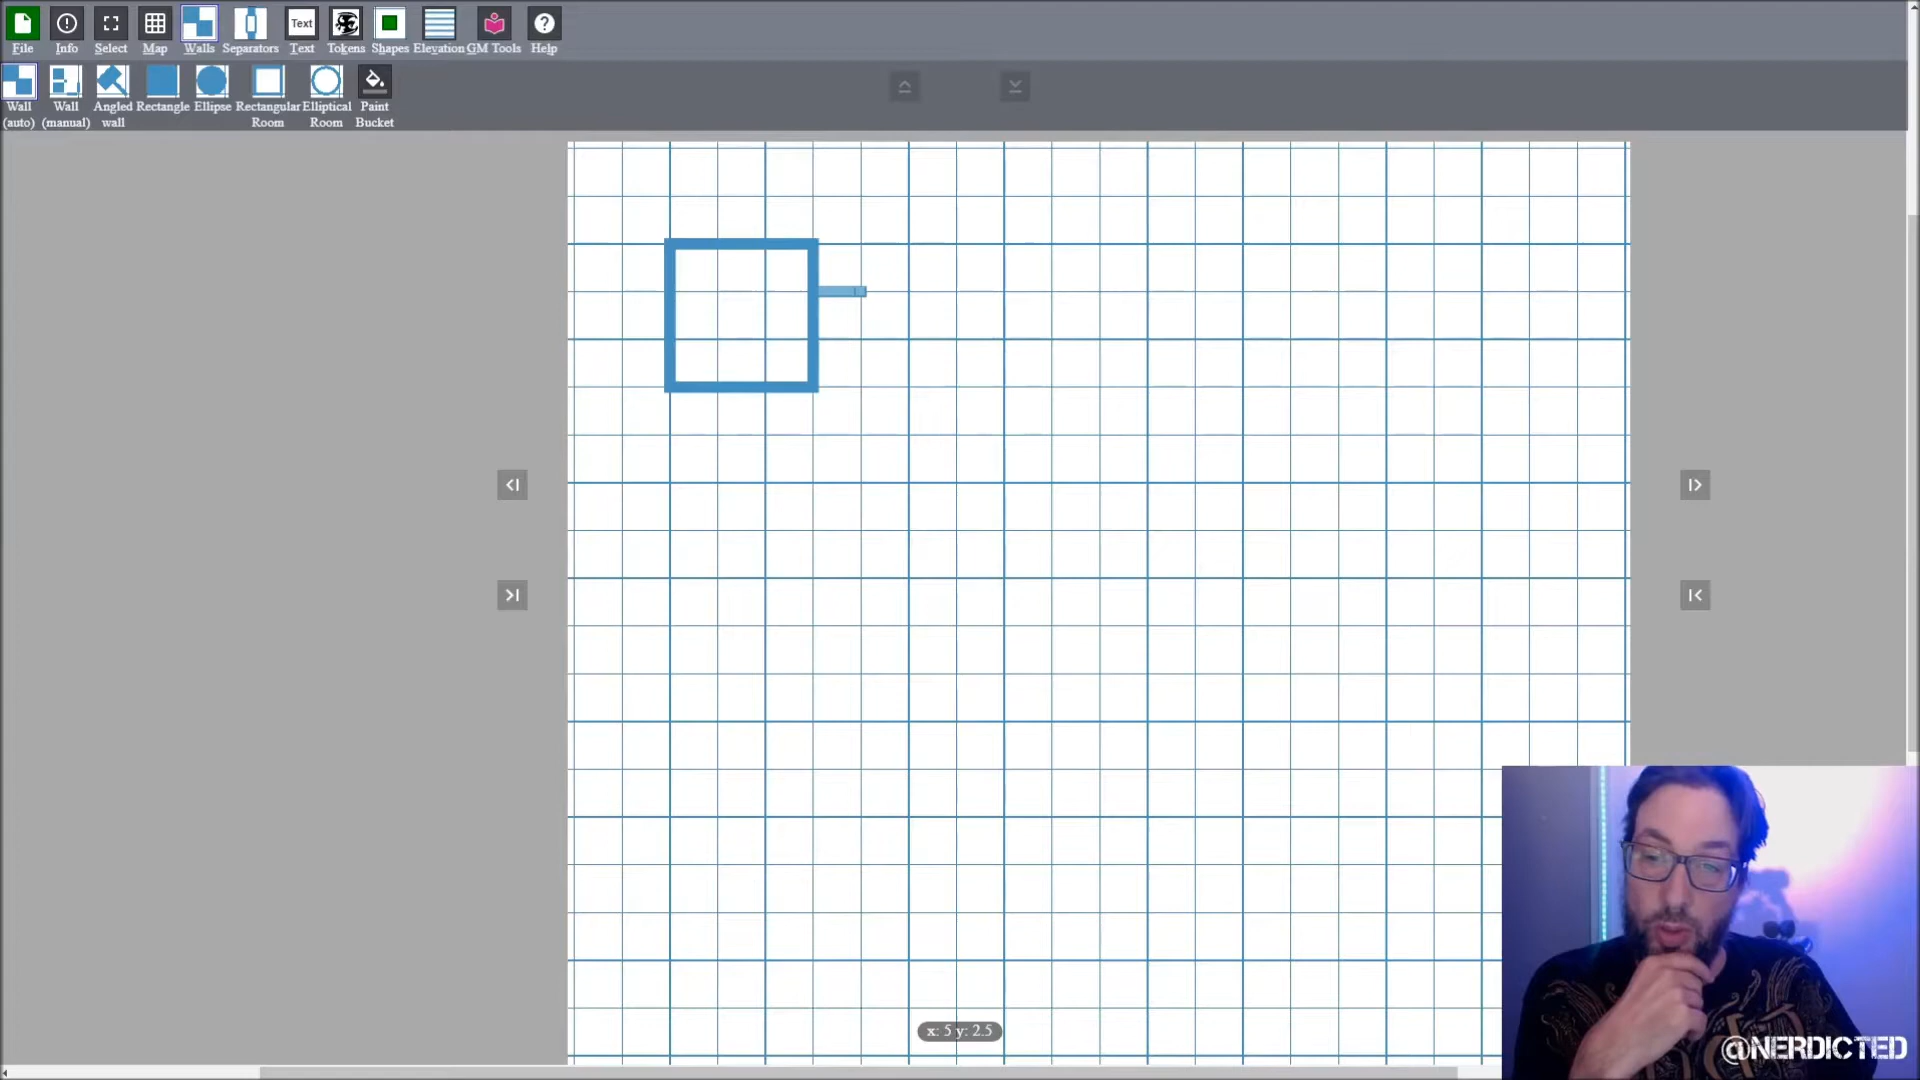 File Info Select Map Walls Separators Text Text Tokens Shapes Elevation GM Tools Help
Wall (auto)
Wall (manual)
Angled wall
Rectangle
Ellipse
Rectangular Room
Elliptical Room
Paint Bucket
x: 5 y: 2.5
@NERDICTED